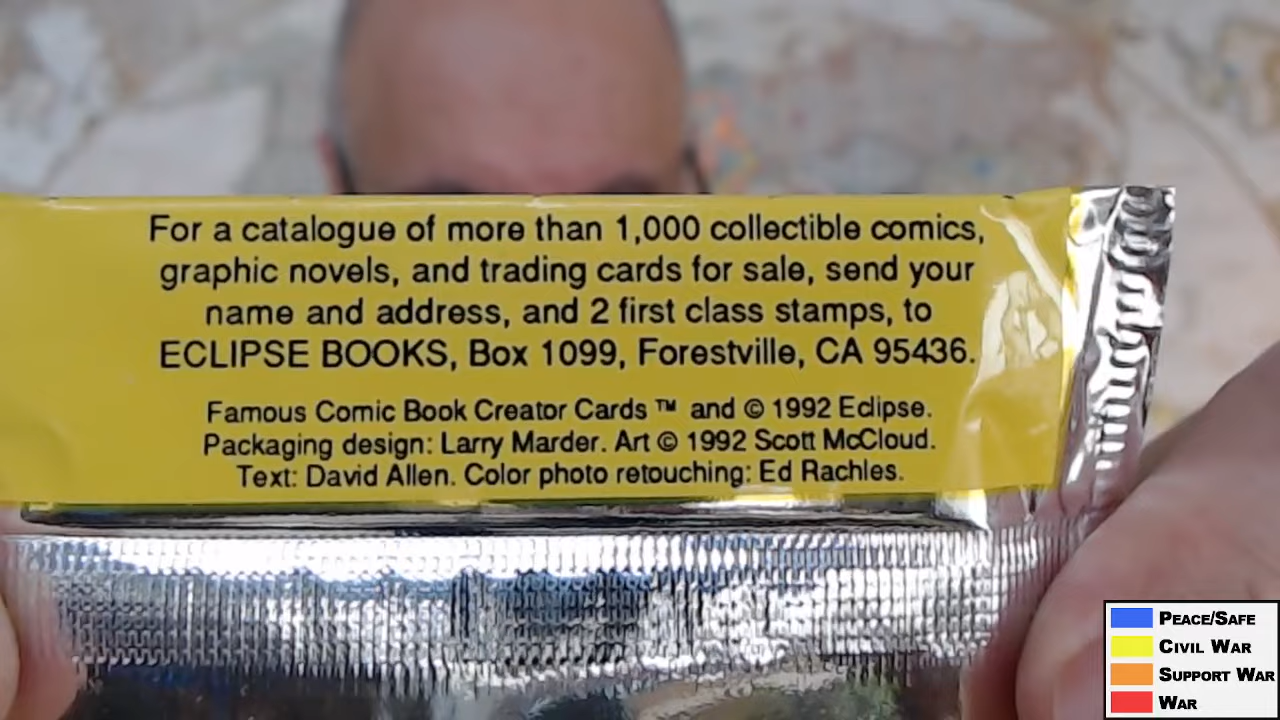 For a catalogue of more than 1,000 collectible comics,
graphic novels, and trading cards for sale, send your
name and address, and 2 first class stamps, to
ECLIPSE BOOKS, Box 1099, Forestville, CA 95436.
Famous Comic Book Creator Cards ™ and © 1992 Eclipse.
Packaging design: Larry Marder. Art © 1992 Scott McCloud.
Text: David Allen. Color photo retouching: Ed Rachles.
Peace/Safe
Civil War
Support War
War